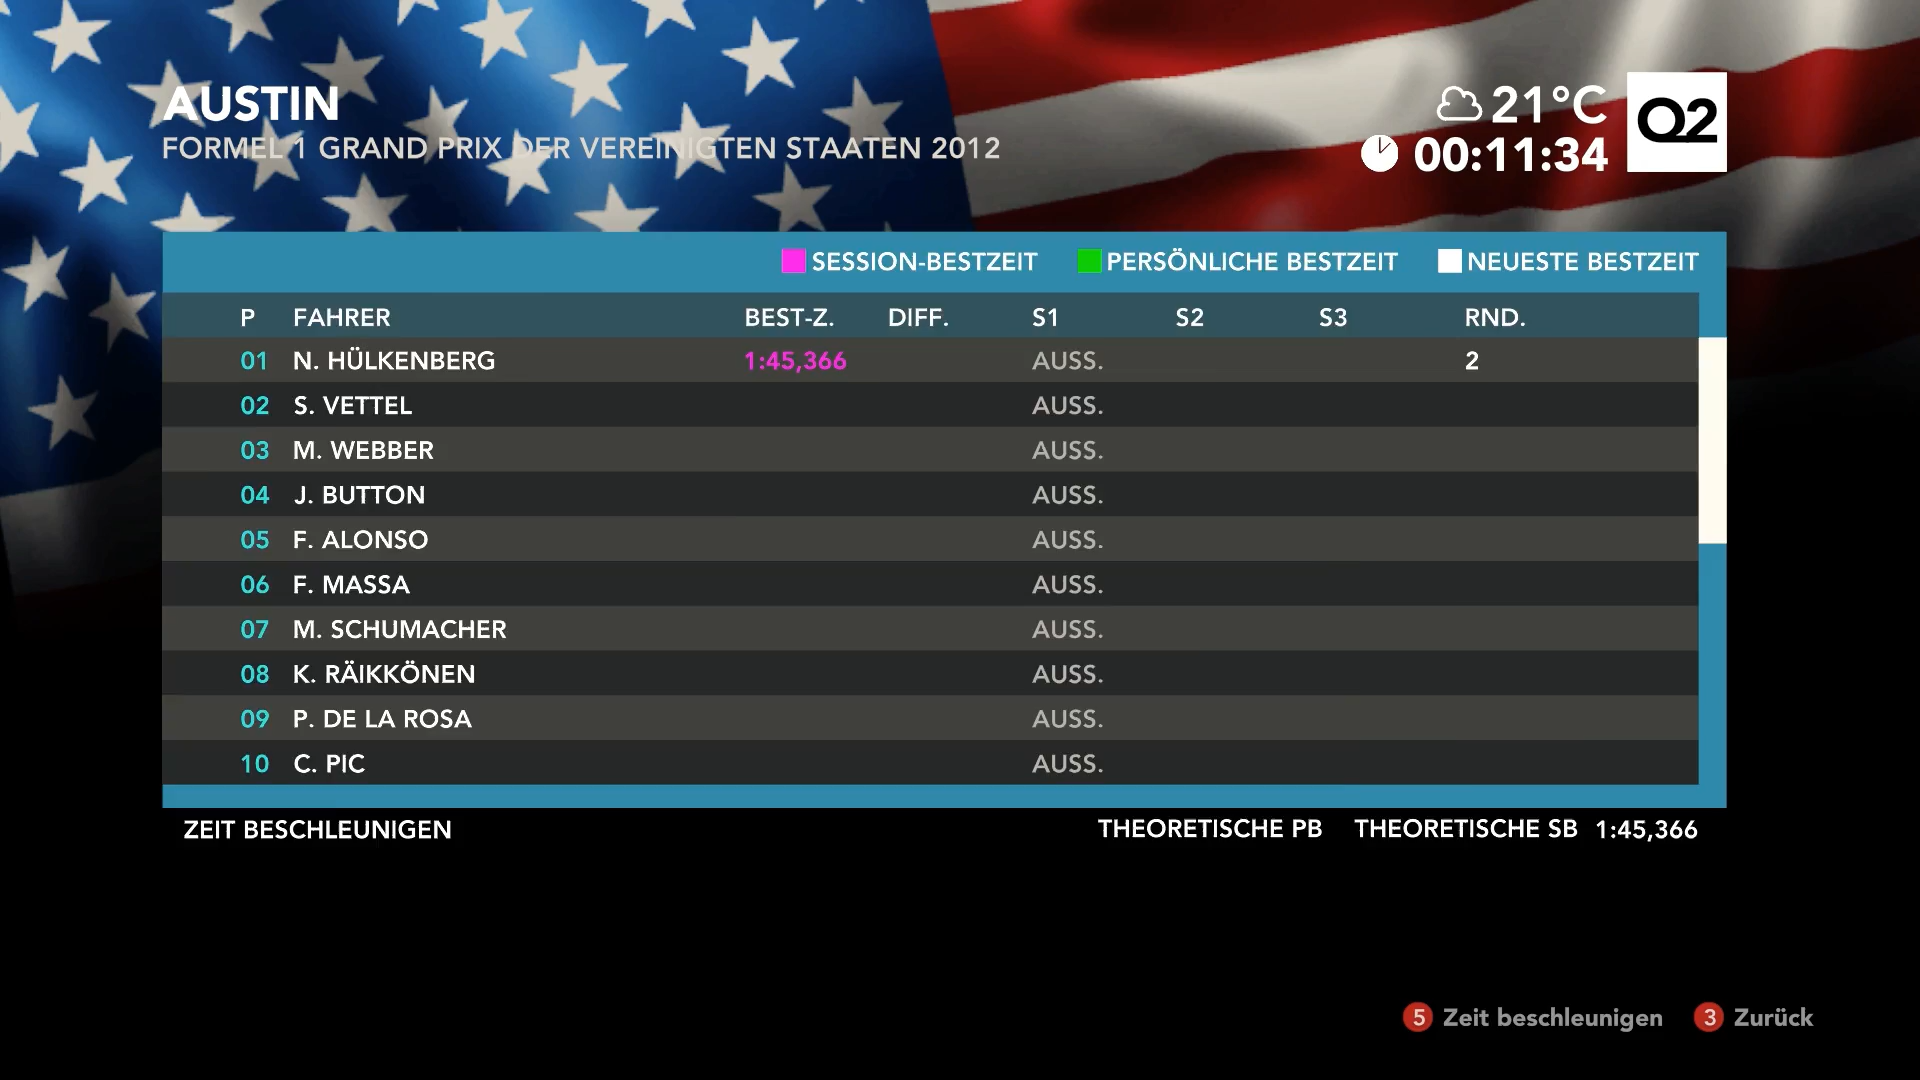 AUSTIN
FORMEL 1 GRAND PRIX DER VEREINIGTEN STAATEN 2012
21°C
00:11:34
Q2
SESSION-BESTZEIT PERSÖNLICHE BESTZEIT NEUESTE BESTZEIT
P FAHRER BEST-Z. DIFF. S1 S2 S3 RND.
01 N. HÜLKENBERG 1:45,366 AUSS. 2
02 S. VETTEL AUSS.
03 M. WEBBER AUSS.
04 J. BUTTON AUSS.
05 F. ALONSO AUSS.
06 F. MASSA AUSS.
07 M. SCHUMACHER AUSS.
08 K. RÄIKKÖNEN AUSS.
09 P. DE LA ROSA AUSS.
10 C. PIC AUSS.
ZEIT BESCHLEUNIGEN THEORETISCHE PB THEORETISCHE SB 1:45,366
5 Zeit beschleunigen 3 Zurück